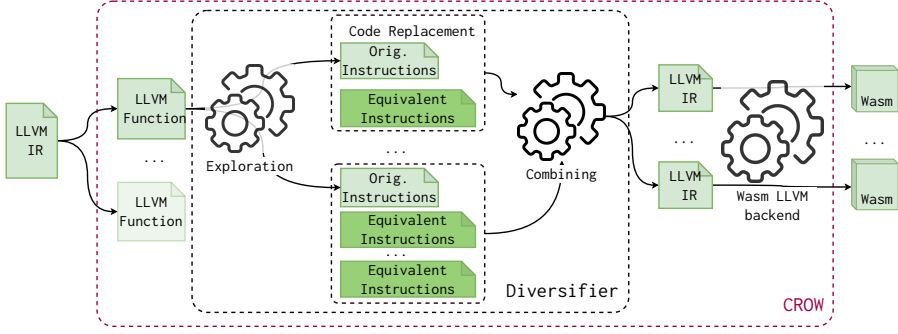 LLVM
IR
LLVM
Function
...
LLVM
Function
Exploration
Code Replacement
Orig.
Instructions
Equivalent
Instructions
...
Orig.
Instructions
Equivalent
Instructions
...
Equivalent
Instructions
Combining
Diversifier
LLVM
IR
...
LLVM
IR
Wasm LLVM
backend
CROW
Wasm
...
Wasm